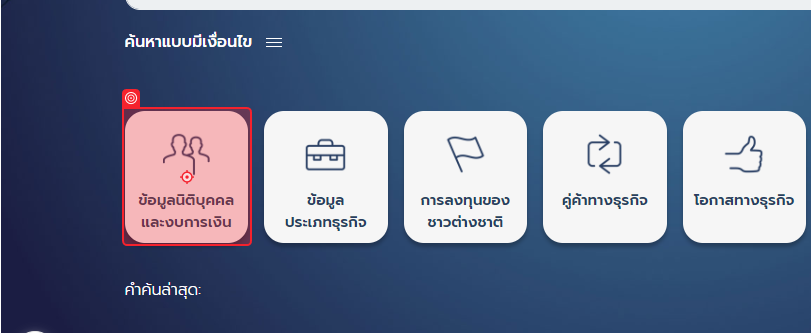 ค้นหาแบบมีเงื่อนไข
ข้อมูลนิติบุคคล
และงบการเงิน
ข้อมูล
ประเภทธุรกิจ
การลงทุนของ
ชาวต่างชาติ
คู่ค้าทางธุรกิจ
โอกาสทางธุรกิจ
คำค้นล่าสุด: